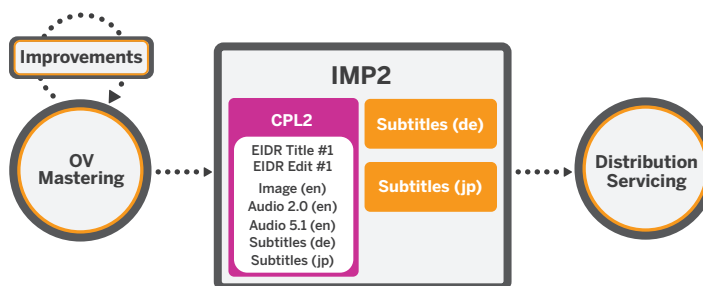 Improvements
OV
Mastering
IMP2
CPL2
EIDR Title #1
EIDR Edit #1
Image (en)
Audio 2.0 (en)
Audio 5.1 (en)
Subtitles (de)
Subtitles (jp)
Subtitles (de)
Subtitles (jp)
Distribution
Servicing